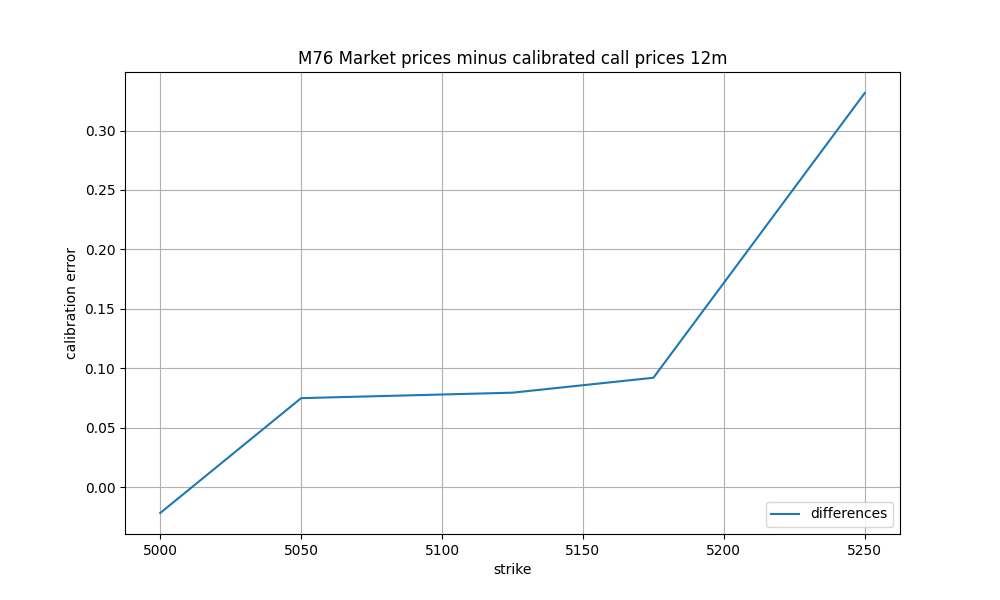 M76 Market prices minus calibrated call prices 12m
calibration error
0.30
0.25
0.20
0.15
0.10
0.05
0.00
differences
5000 5050 5100 5150 5200 5250
strike